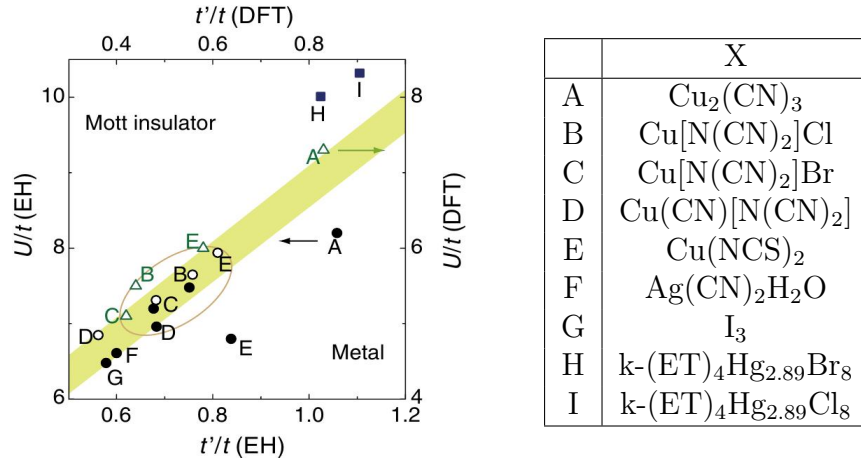 t'/t (DFT)
0.4 0.6 0.8
10
8
6
U/t (EH)
8
6
4
U/t (DFT)
Mott insulator
Metal
I
H
A
A
E
B
B
E
C
C
D
D
E
F
G
0.6 0.8 1.0 1.2
t'/t (EH)
X
A Cu₂(CN)₃
B Cu[N(CN)₂]Cl
C Cu[N(CN)₂]Br
D Cu(CN)[N(CN)₂]
E Cu(NCS)₂
F Ag(CN)₂H₂O
G I₃
H k-(ET)₄Hg₂.₈₉Br₈
I k-(ET)₄Hg₂.₈₉Cl₈